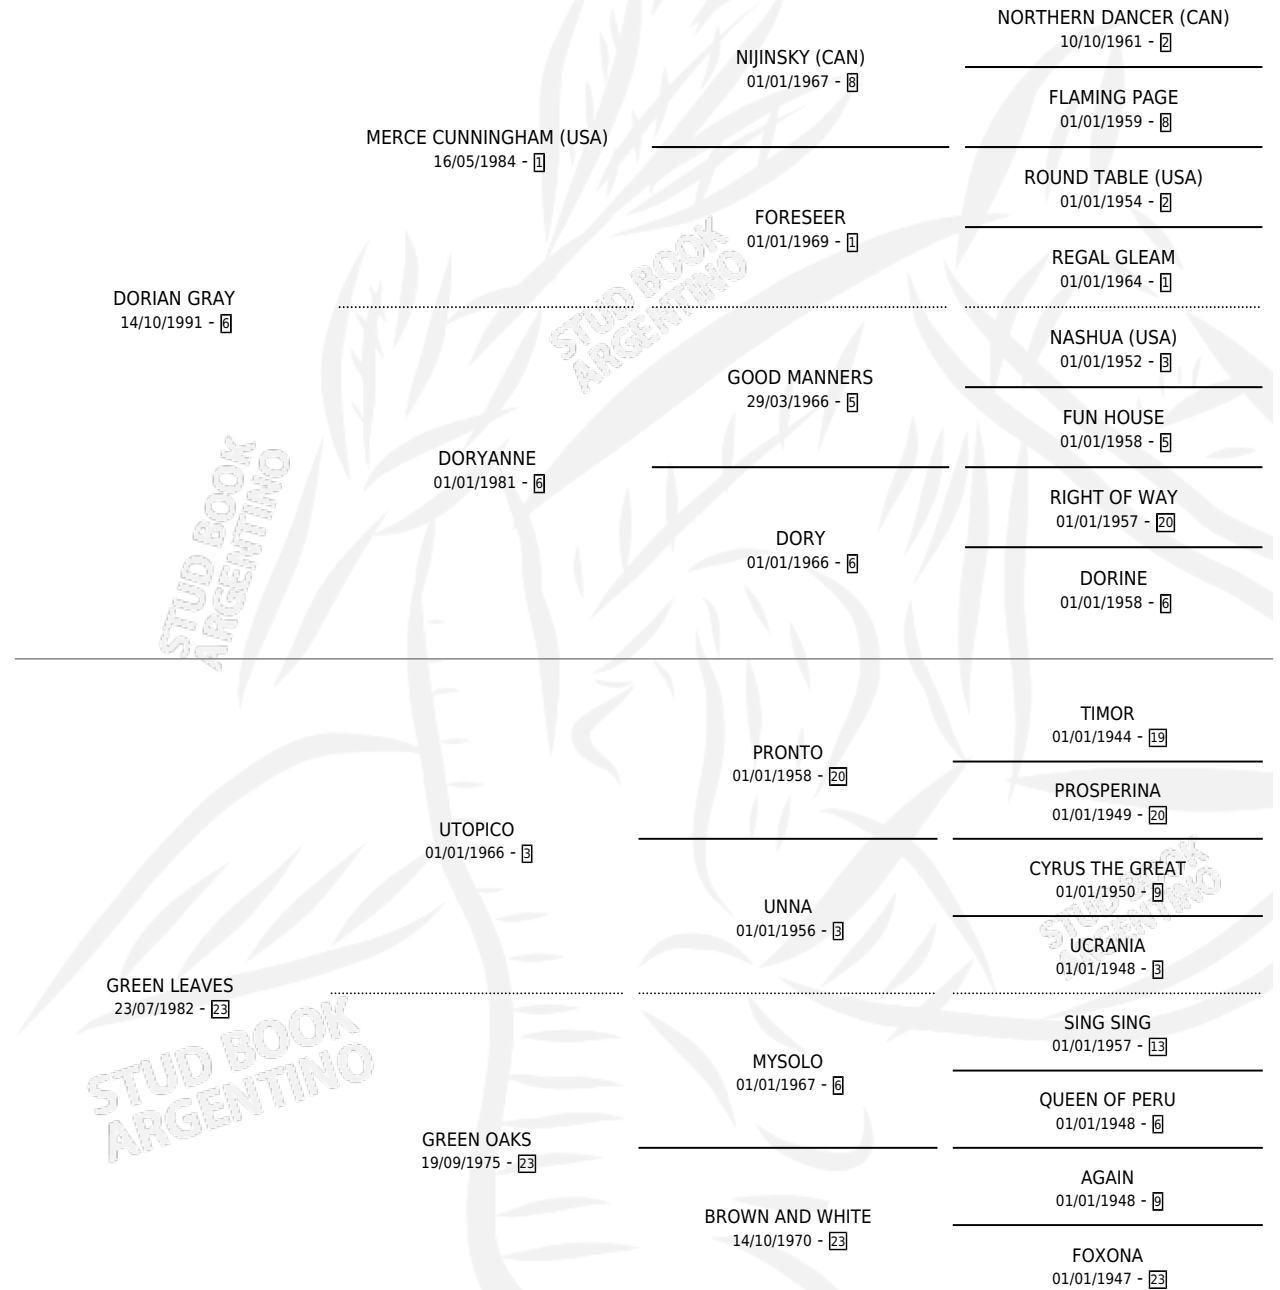 NORTHERN DANCER (CAN)
10/10/1961 - 2
NIJINSKY (CAN)
01/01/1967 - 8
FLAMING PAGE
01/01/1959 - 8
MERCE CUNNINGHAM (USA)
16/05/1984 - 1
ROUND TABLE (USA)
01/01/1954 - 2
FORESEER
01/01/1969 - 1
REGAL GLEAM
01/01/1964 - 1
DORIAN GRAY
14/10/1991 - 6
NASHUA (USA)
01/01/1952 - 3
GOOD MANNERS
29/03/1966 - 5
FUN HOUSE
01/01/1958 - 5
DORYANNE
01/01/1981 - 6
RIGHT OF WAY
01/01/1957 - 20
DORY
01/01/1966 - 6
DORINE
01/01/1958 - 6
STUD BOOK
ARGENTINO
STUD BOOK
ARGENTINO
TIMOR
01/01/1944 - 19
PRONTO
01/01/1958 - 20
PROSPERINA
01/01/1949 - 20
UTOPICO
01/01/1966 - 3
CYRUS THE GREAT
01/01/1950 - 9
UNNA
01/01/1956 - 3
UCRANIA
01/01/1948 - 3
GREEN LEAVES
23/07/1982 - 23
SING SING
01/01/1957 - 13
MYSOLO
01/01/1967 - 6
QUEEN OF PERU
01/01/1948 - 6
GREEN OAKS
19/09/1975 - 23
AGAIN
01/01/1948 - 9
BROWN AND WHITE
14/10/1970 - 23
FOXONA
01/01/1947 - 23
STUD BOOK
ARGENTINO
STUD BOOK
ARGENTINO